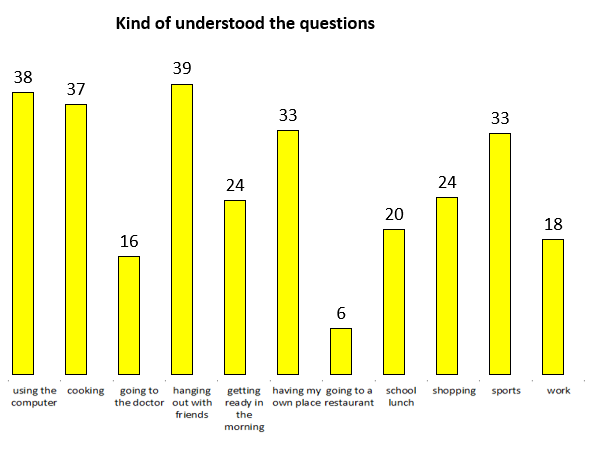 Kind of understood the questions
38
37
16
39
24
33
6
20
24
33
18
using the
computer
cooking
going to
the doctor
hanging
out with
friends
getting
ready in
the
morning
having my
own place
going to a
restaurant
school
lunch
shopping
sports
work